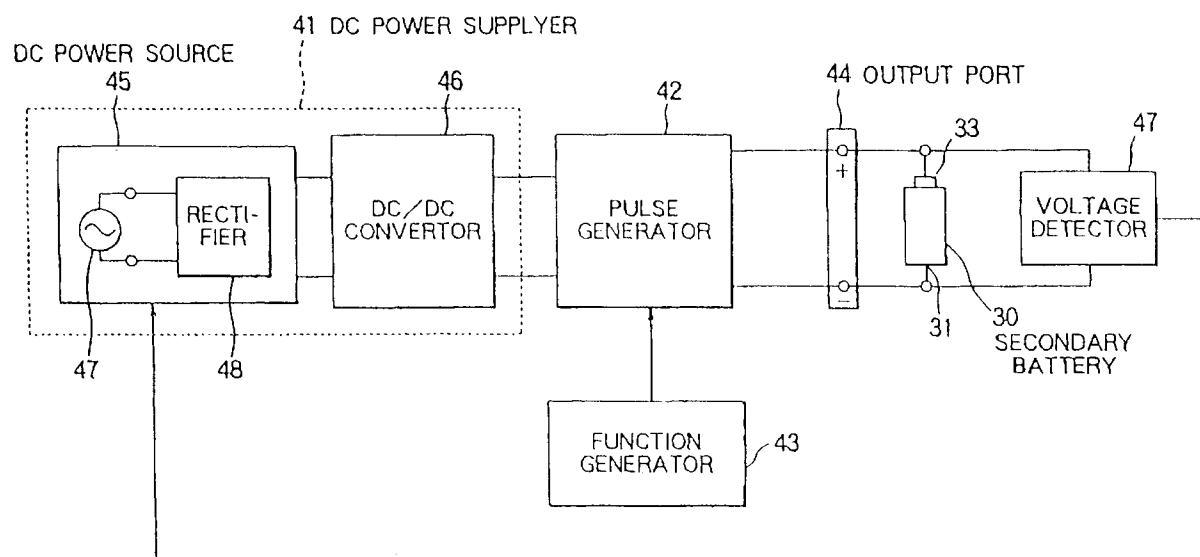 41 DC POWER SUPPLYER
DC POWER SOURCE
45
46
42
44 OUTPUT PORT
33
47
+
RECTI-
FIER
DC/DC
CONVERTOR
PULSE
GENERATOR
VOLTAGE
DETECTOR
−
47
48
31
30
SECONDARY
BATTERY
FUNCTION
GENERATOR
43